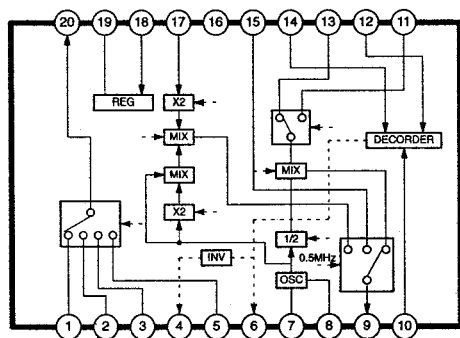 20 19 18 17 16 15 14 13 12 11
REG
X2
MIX
DECORDER
MIX
MIX
X2
1/2
INV
0.5MHz
OSC
1 2 3 4 5 6 7 8 9 10